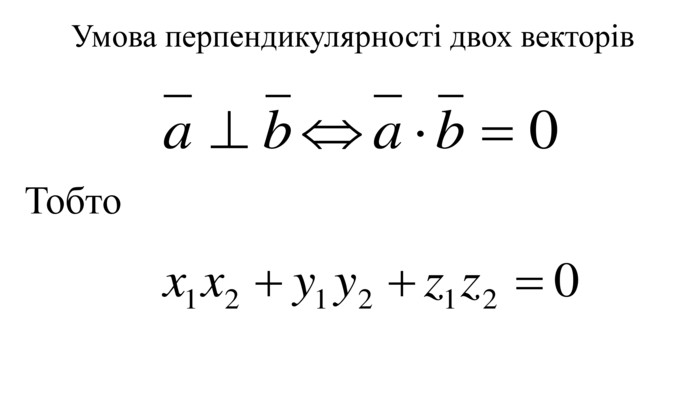 Умова перпендикулярності двох векторів
a̅ ⊥ b̅ ⇔ a̅ · b̅ = 0
Тобто
x₁x₂ + y₁y₂ + z₁z₂ = 0